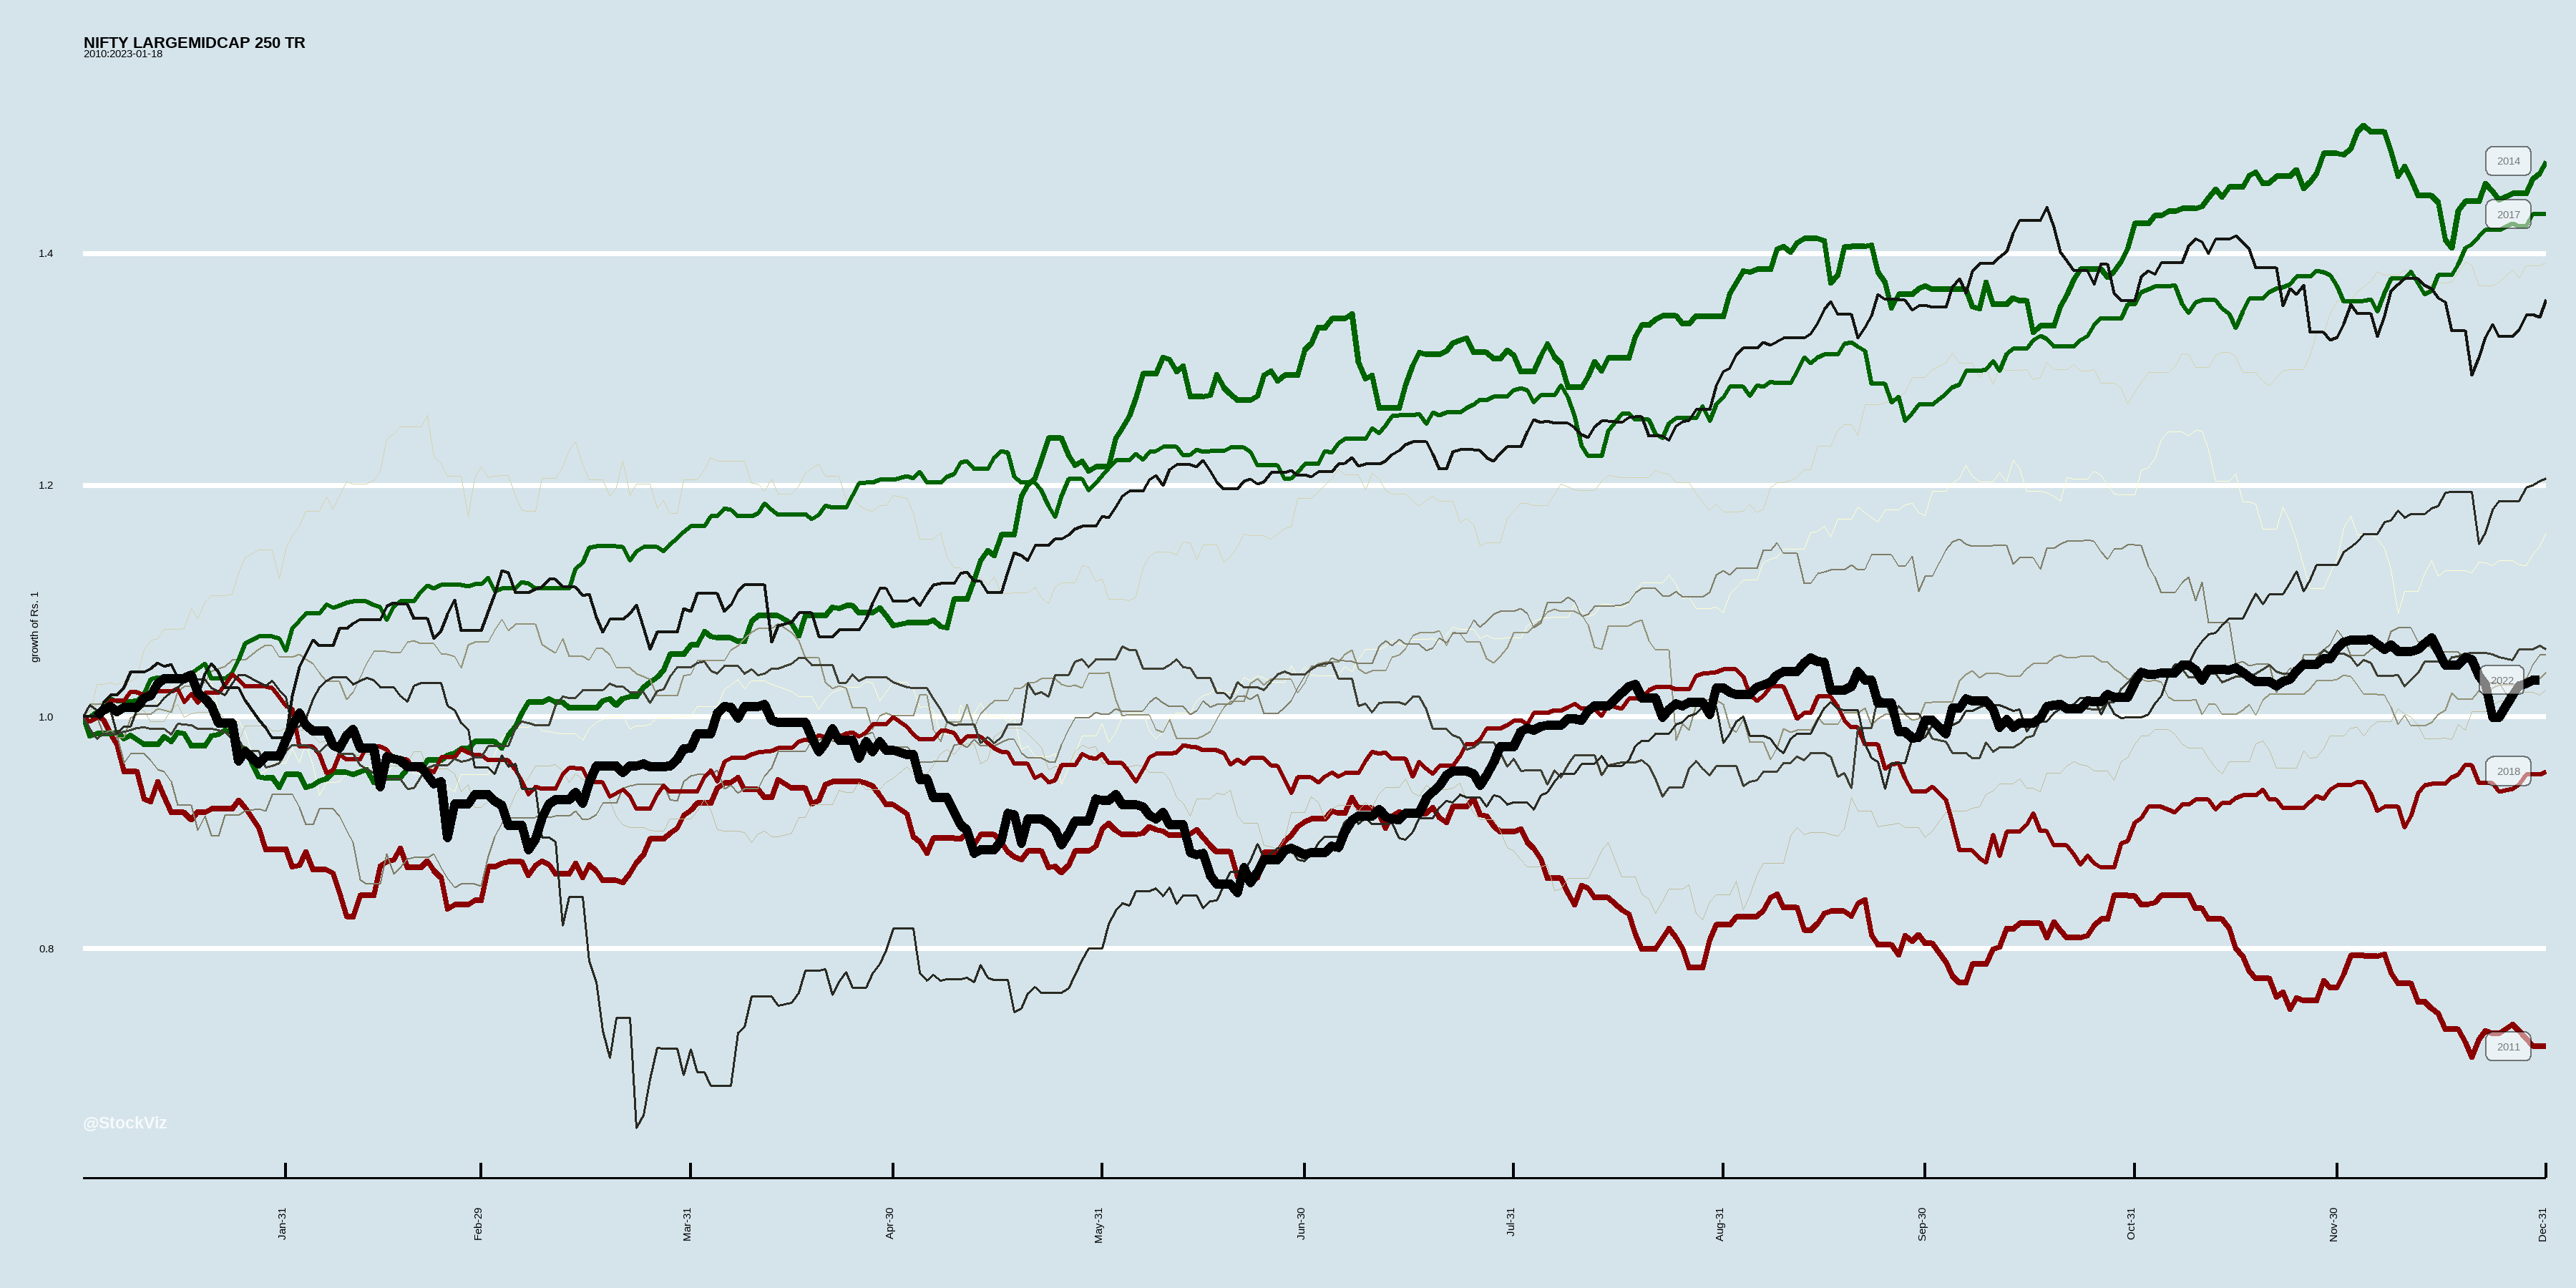 NIFTY LARGEMIDCAP 250 TR
2010:2023-01-18
2014
2017
1.4
1.2
growth of Rs. 1
1.0
2022
2018
0.8
2011
@StockViz
Jan-31
Feb-29
Mar-31
Apr-30
May-31
Jun-30
Jul-31
Aug-31
Sep-30
Oct-31
Nov-30
Dec-31